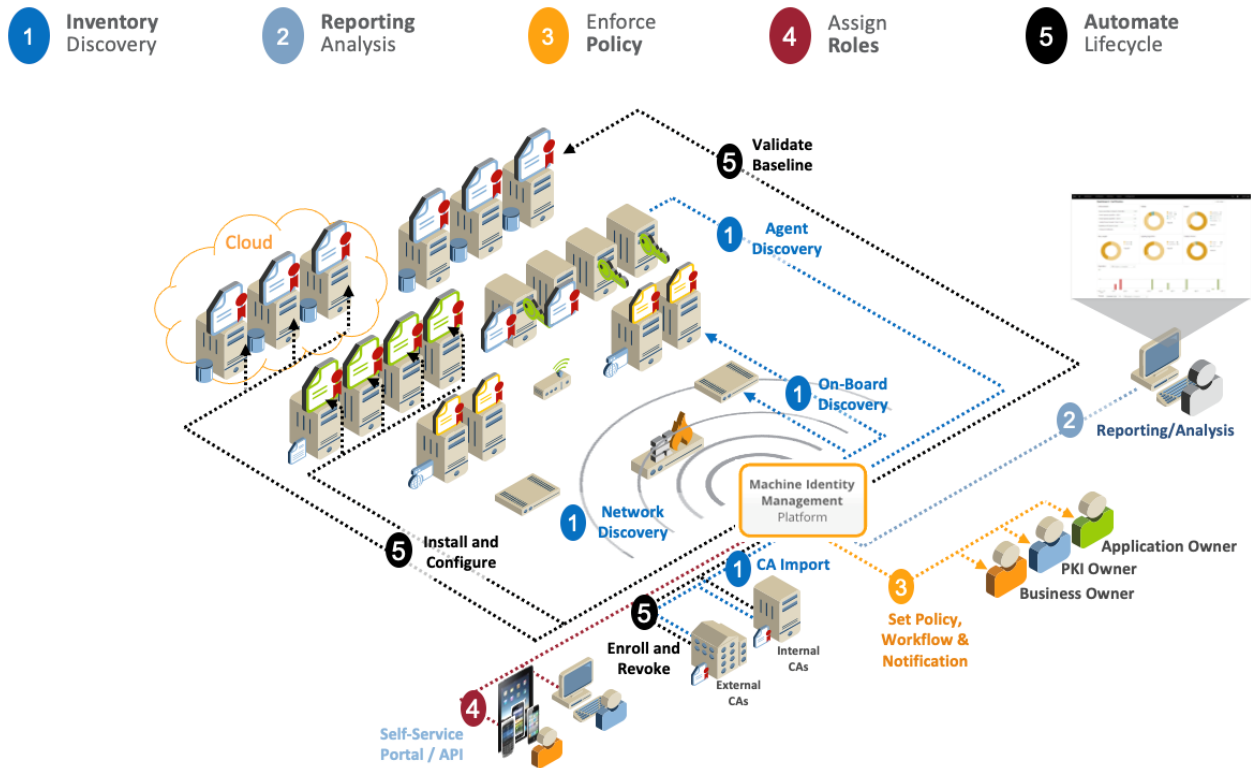 1
Inventory
Discovery
2
Reporting
Analysis
3
Enforce
Policy
4
Assign
Roles
5
Automate
Lifecycle
5
Validate
Baseline
1
Agent
Discovery
Cloud
1
On-Board
Discovery
2
Reporting/Analysis
Machine Identity
Management
Platform
1
Network
Discovery
5
Install and
Configure
1
CA Import
Application Owner
PKI Owner
Business Owner
3
Set Policy,
Workflow &
Notification
5
Enroll and
Revoke
Internal
CAs
External
CAs
4
Self-Service
Portal / API